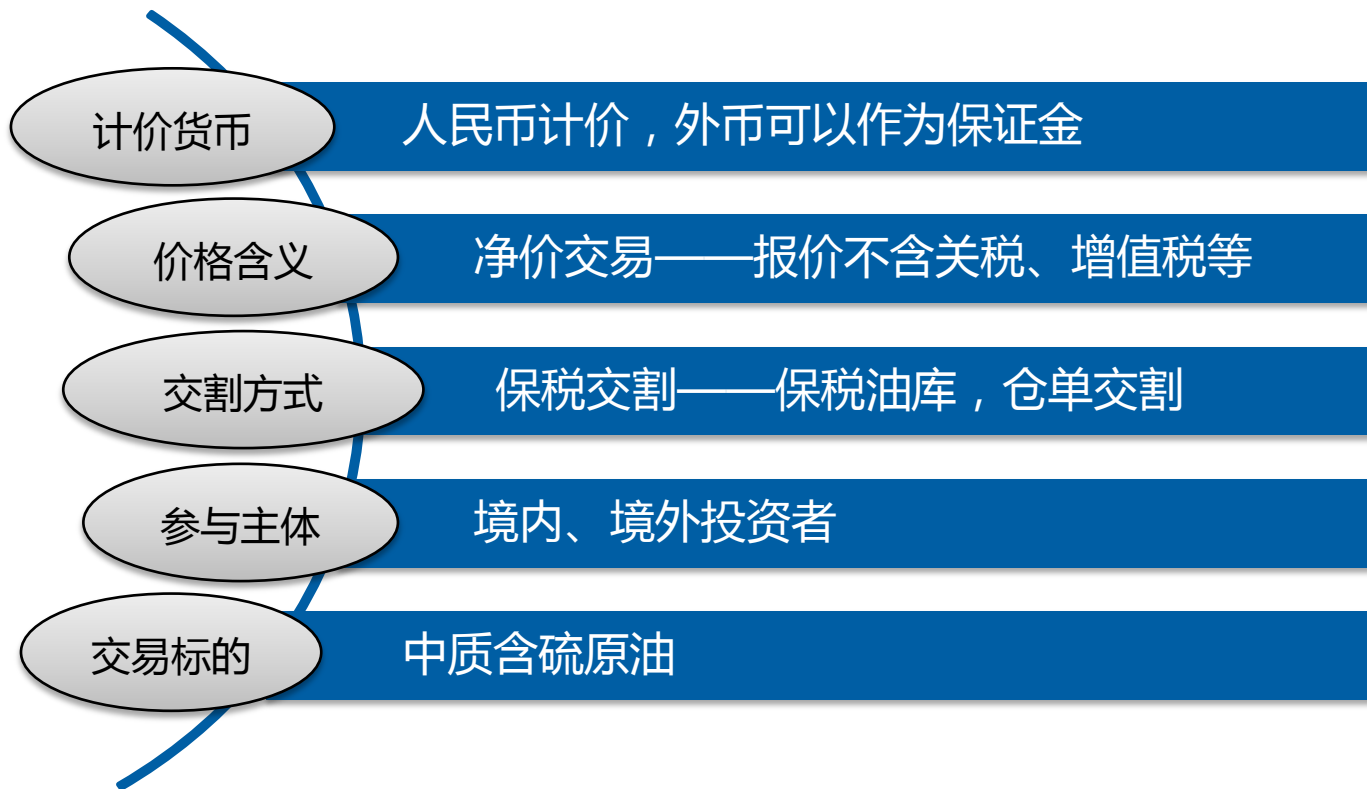 计价货币
人民币计价，外币可以作为保证金
价格含义
净价交易——报价不含关税、增值税等
交割方式
保税交割——保税油库，仓单交割
参与主体
境内、境外投资者
交易标的
中质含硫原油